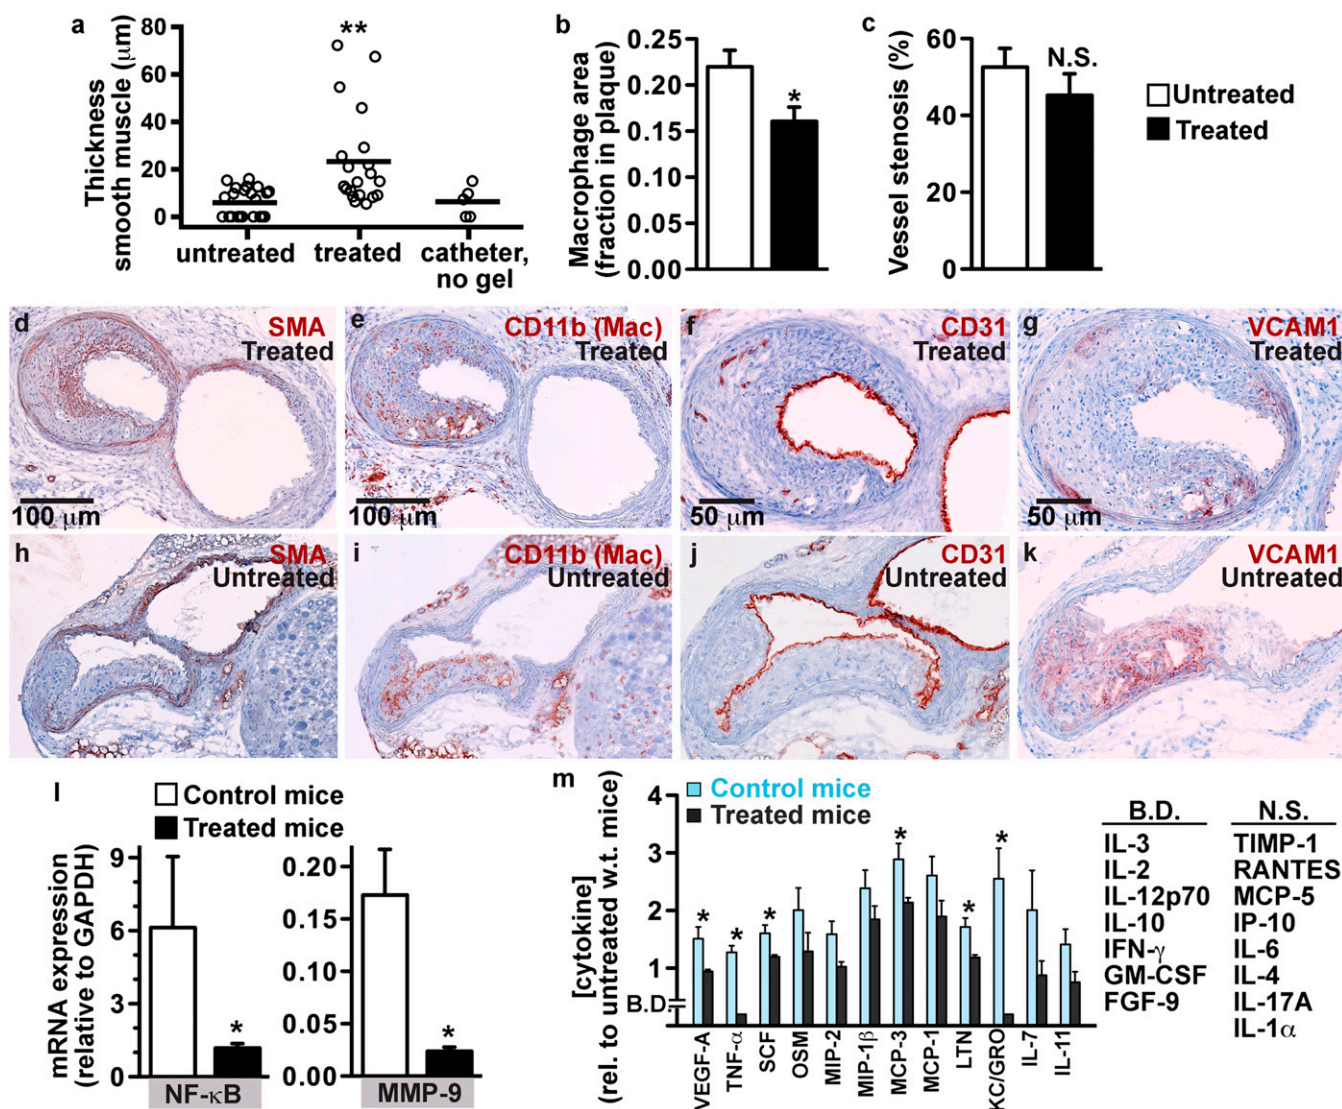 a
Thickness
smooth muscle (μm)
80
60
40
20
0
**
untreated
treated
catheter,
no gel
b
Macrophage area
(fraction in plaque)
0.25
0.20
0.15
0.10
0.05
0.00
*
c
Vessel stenosis (%)
60
40
20
0
N.S.
Untreated
Treated
d
SMA
Treated
100 μm
e
CD11b (Mac)
Treated
100 μm
f
CD31
Treated
50 μm
g
VCAM1
Treated
50 μm
h
SMA
Untreated
i
CD11b (Mac)
Untreated
j
CD31
Untreated
k
VCAM1
Untreated
l
Control mice
Treated mice
mRNA expression
(relative to GAPDH)
9
6
3
0
*
NF-κB
0.20
0.15
0.10
0.05
0.00
*
MMP-9
m
Control mice
Treated mice
[cytokine]
(rel. to untreated w.t. mice)
4
3
2
1
B.D.
* * * * * *
VEGF-A
TNF-α
SCF
OSM
MIP-2
MIP-1β
MCP-3
MCP-1
LTN
KC/GRO
IL-7
IL-11
B.D.
IL-3
IL-2
IL-12p70
IL-10
IFN-γ
GM-CSF
FGF-9
N.S.
TIMP-1
RANTES
MCP-5
IP-10
IL-6
IL-4
IL-17A
IL-1α